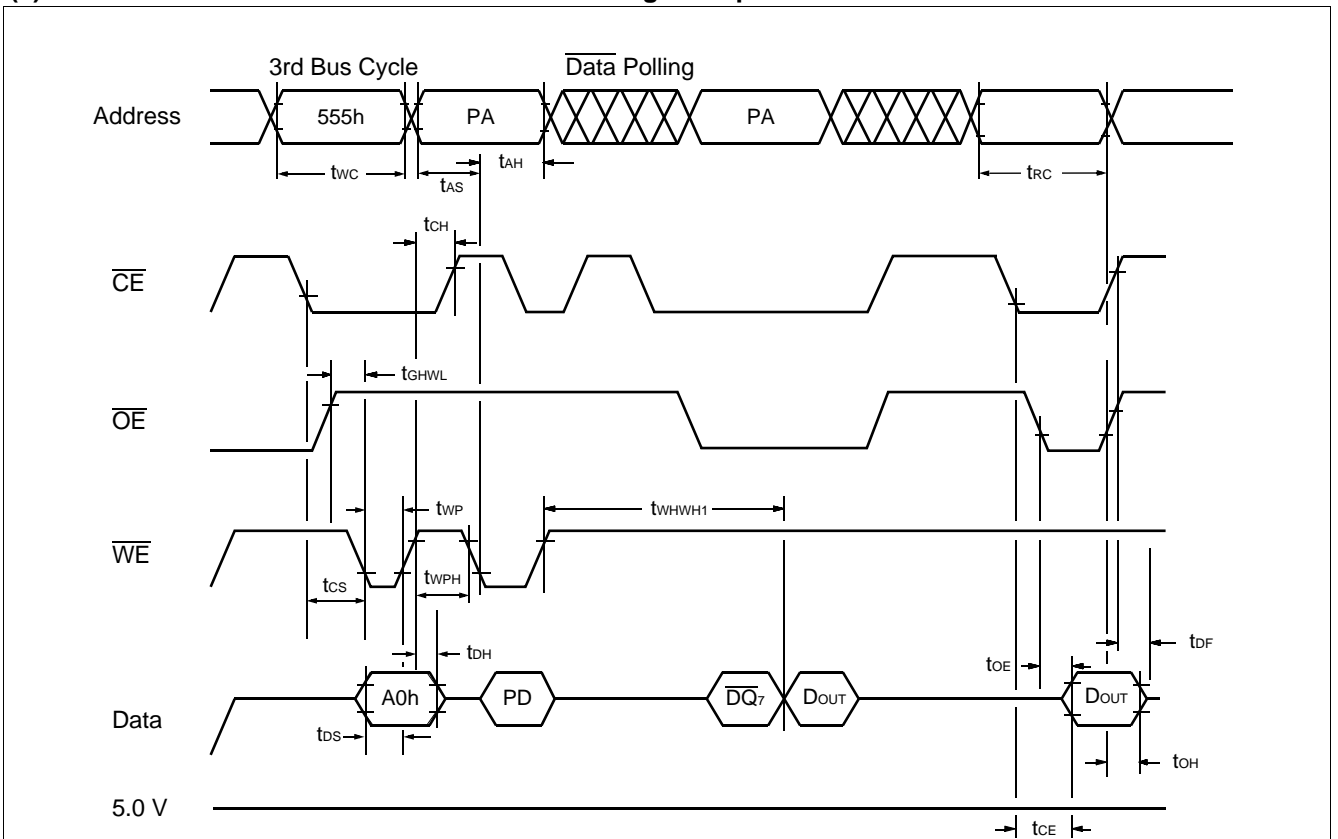 3rd Bus Cycle
Data Polling
Address
555h
PA
PA
tWC
tAS
tAH
tRC
tCH
CE
tGHWL
OE
tWP
tWHWH1
WE
tCS
tWPH
tDH
tOE
tDF
Data
A0h
PD
DQ7
DOUT
DOUT
tDS
tOH
5.0 V
tCE